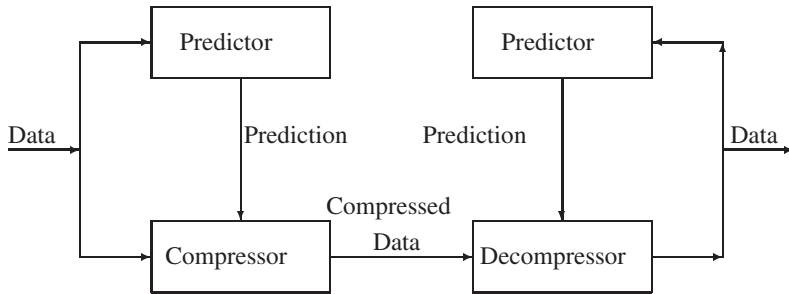 Predictor
Predictor
Data
Prediction
Prediction
Data
Compressed
Data
Compressor
Decompressor